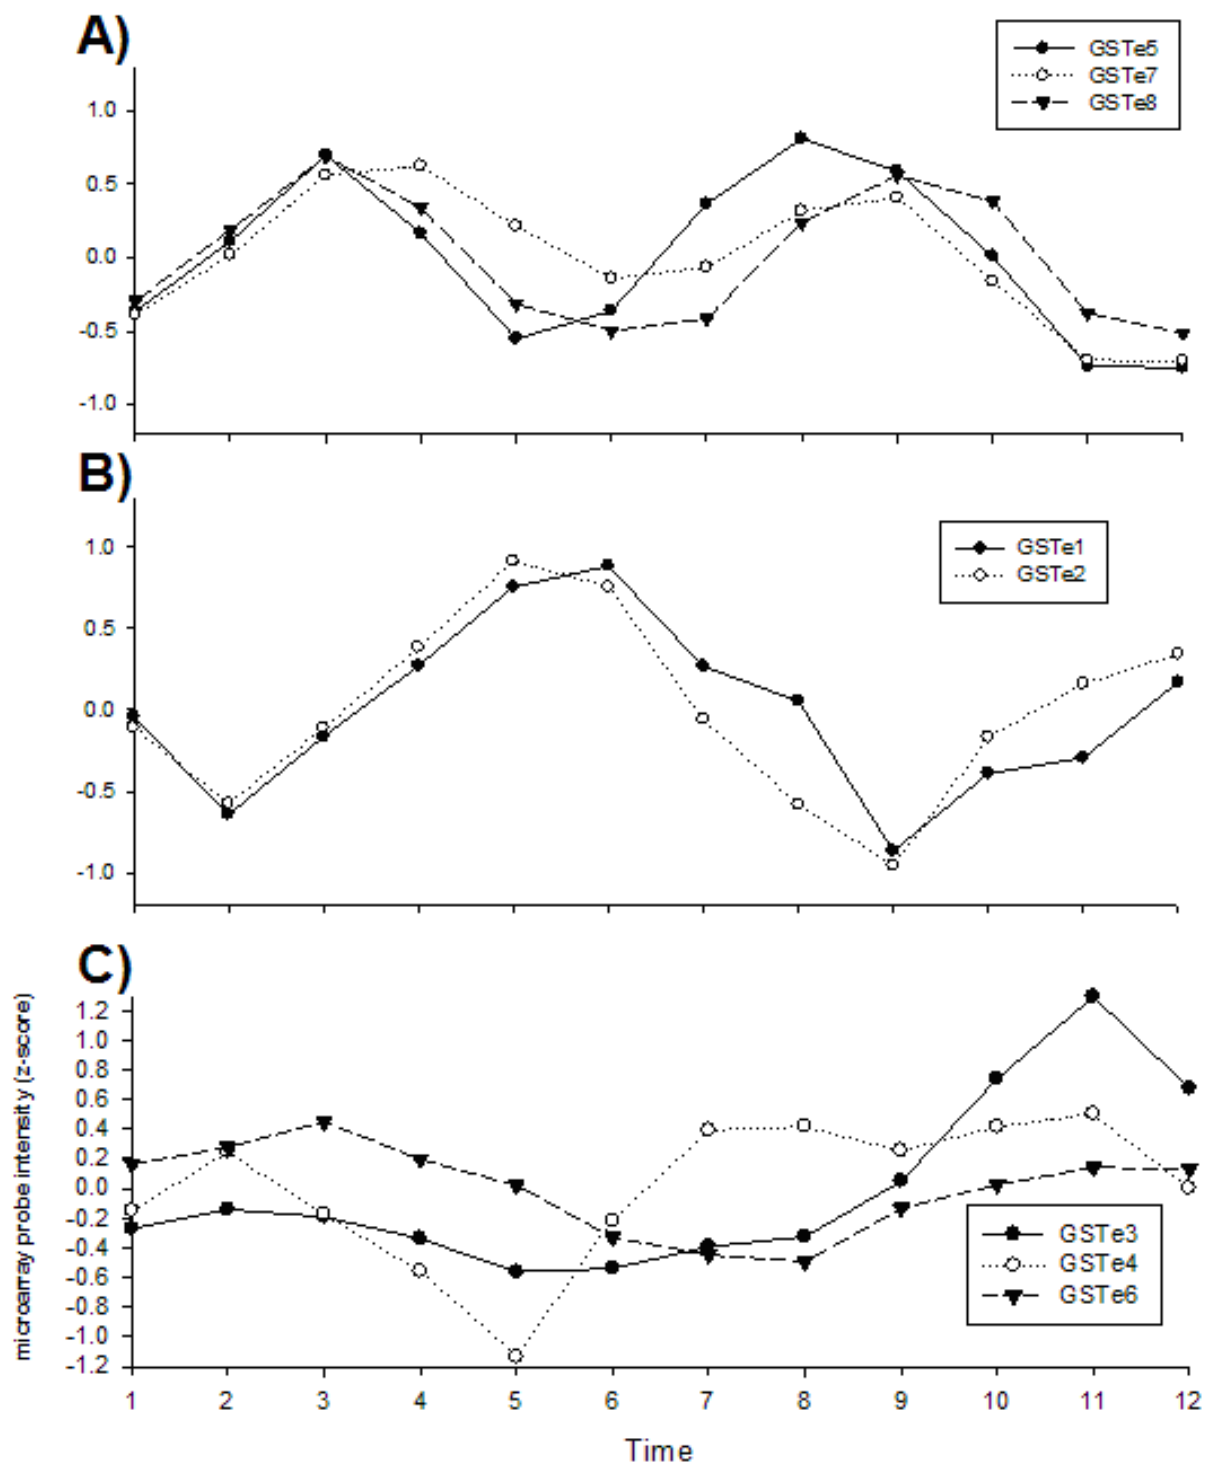 A)
GSTe5
GSTe7
GSTe8
1.0
0.5
0.0
-0.5
-1.0
B)
GSTe1
GSTe2
1.0
0.5
0.0
-0.5
-1.0
C)
microarray probe intensity (z-score)
1.2
1.0
0.8
0.6
0.4
0.2
0.0
-0.2
-0.4
-0.6
-0.8
-1.0
-1.2
GSTe3
GSTe4
GSTe6
1 2 3 4 5 6 7 8 9 10 11 12
Time